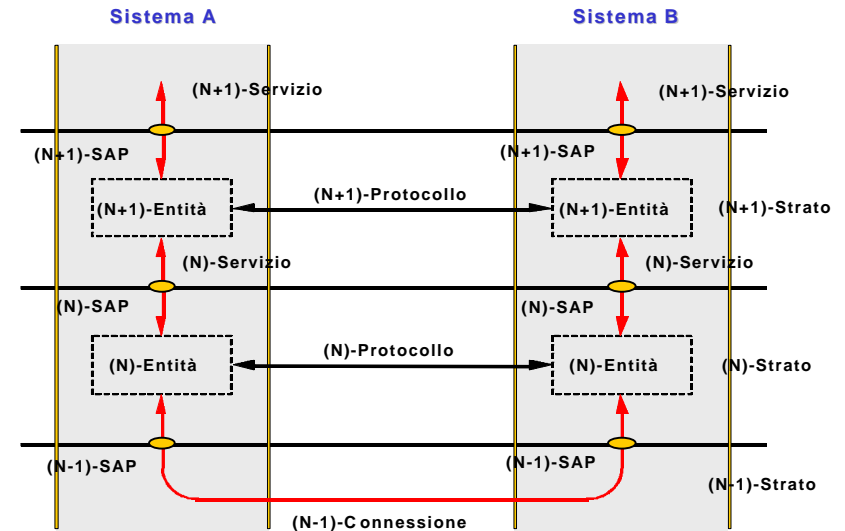 Sistema A
Sistema B
(N+1)-Servizio
(N+1)-Servizio
(N+1)-SAP
(N+1)-SAP
(N+1)-Protocollo
(N+1)-Entità
(N+1)-Entità
(N+1)-Strato
(N)-Servizio
(N)-Servizio
(N)-SAP
(N)-SAP
(N)-Protocollo
(N)-Entità
(N)-Entità
(N)-Strato
(N-1)-SAP
(N-1)-SAP
(N-1)-Strato
(N-1)-Connessione